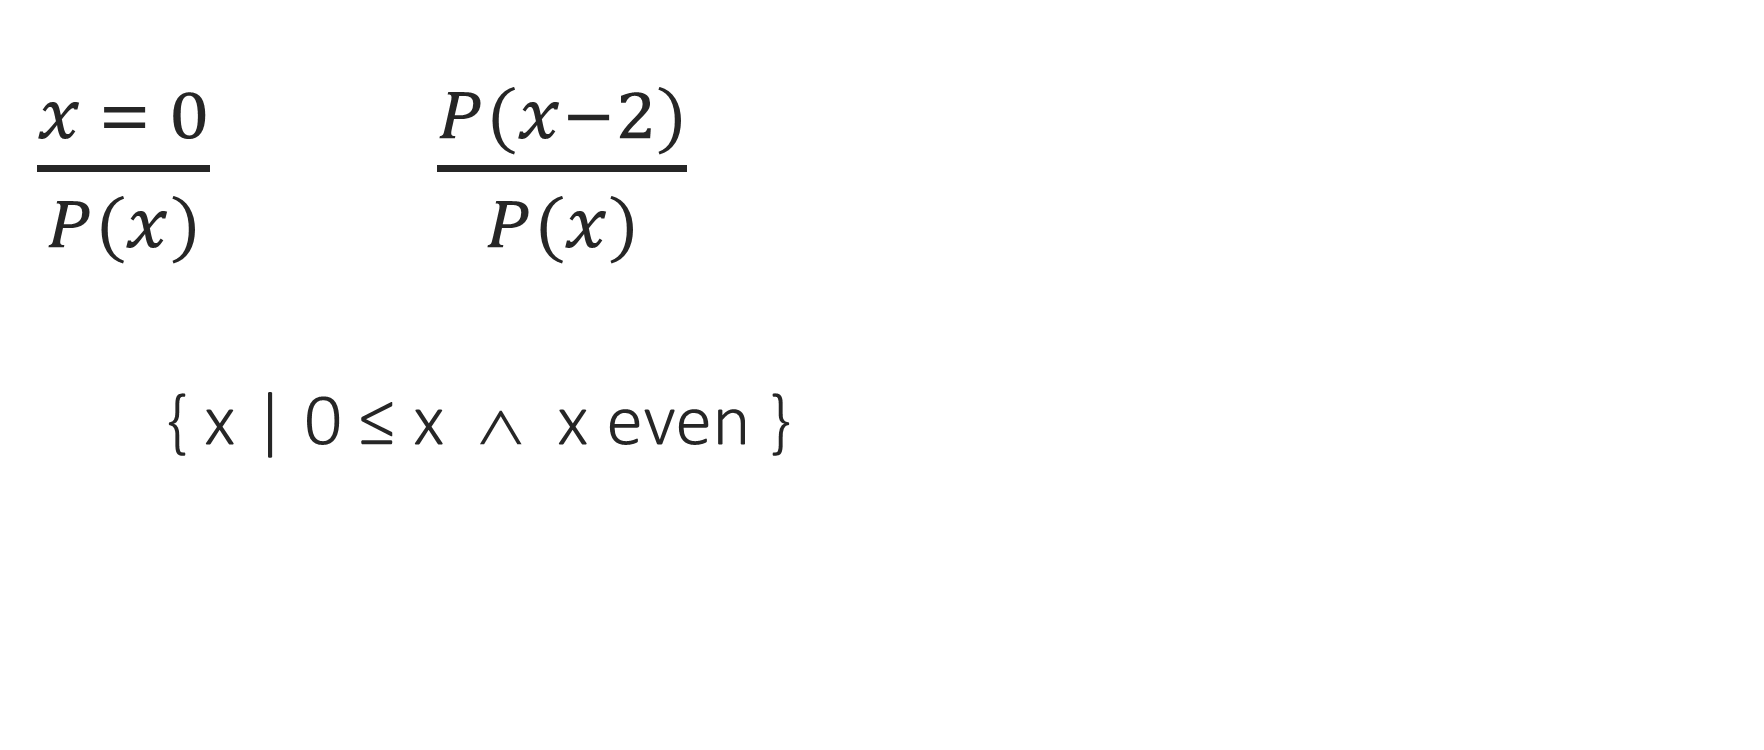 x = 0 P(x−2)
P(x) P(x)
{ x | 0 ≤ x ∧ x even }